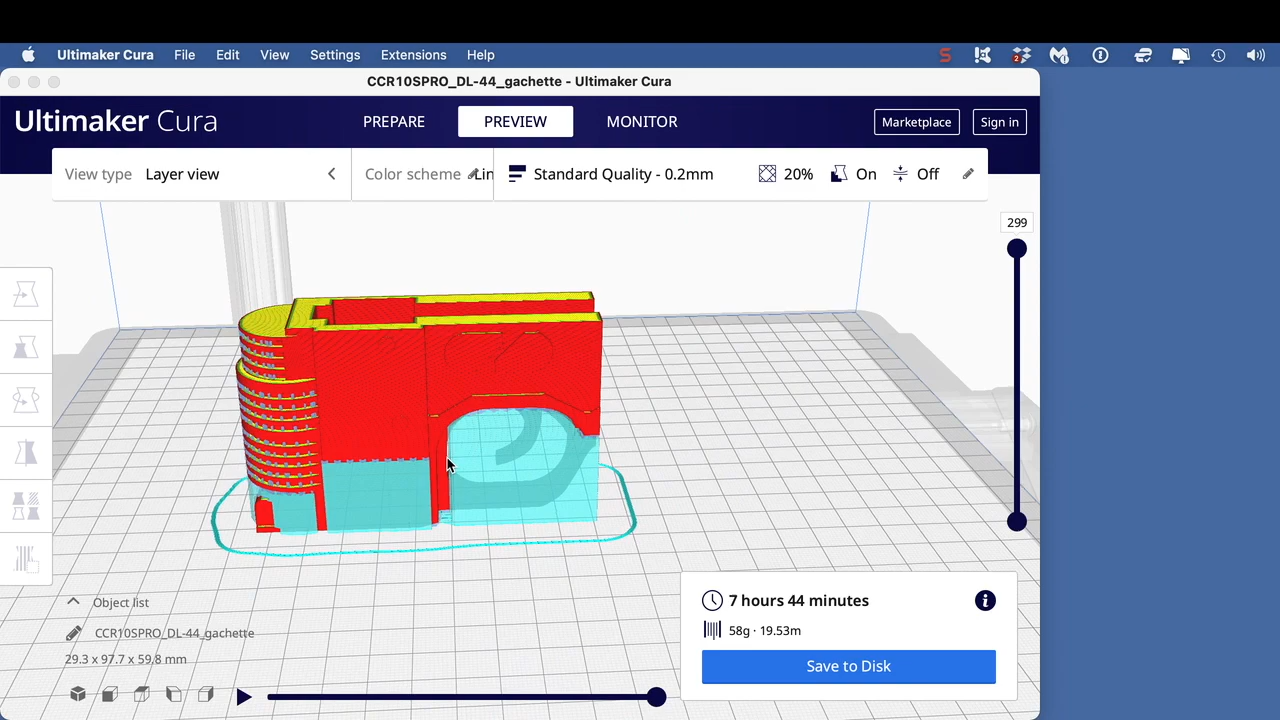 Ultimaker Cura File Edit View Settings Extensions Help
CCR10SPRO_DL-44_gachette - Ultimaker Cura
Ultimaker Cura PREPARE PREVIEW MONITOR Marketplace Sign in
View type Layer view Color scheme Lin Standard Quality - 0.2mm 20% On Off
299
7 hours 44 minutes
58g · 19.53m
Save to Disk
Object list
CCR10SPRO_DL-44_gachette
29.3 x 97.7 x 59.8 mm